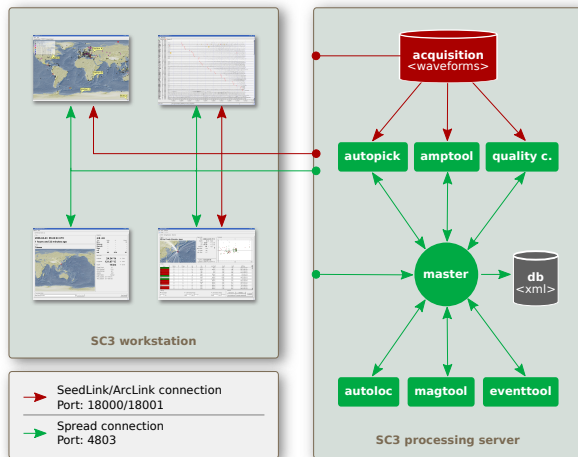 acquisition
<waveforms>
autopick
amptool
quality c.
master
db
<xml>
SC3 workstation
autoloc
magtool
eventtool
SeedLink/ArcLink connection
Port: 18000/18001
Spread connection
Port: 4803
SC3 processing server